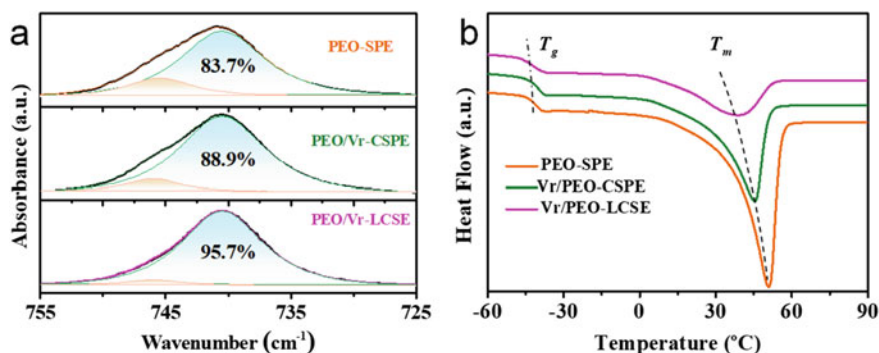 a
PEO-SPE
83.7%
PEO/Vr-CSPE
88.9%
PEO/Vr-LCSE
95.7%
Absorbance (a.u.)
755 745 735 725
Wavenumber (cm-1)
b
Tg Tm
PEO-SPE
Vr/PEO-CSPE
Vr/PEO-LCSE
Heat Flow (a.u.)
-60 -30 0 30 60 90
Temperature (°C)